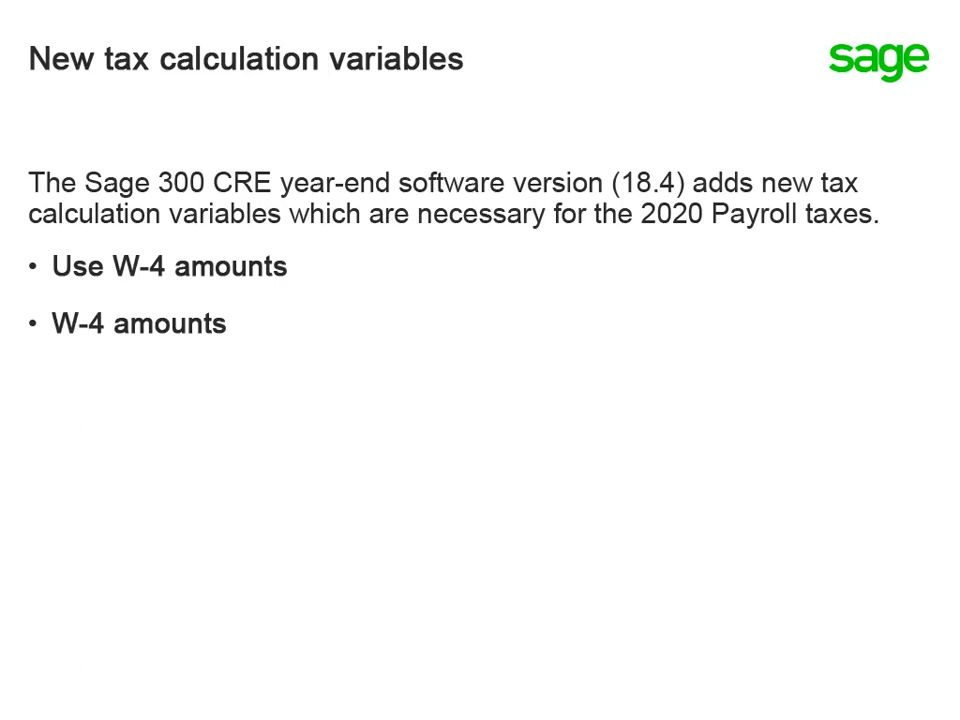 New tax calculation variables
sage
The Sage 300 CRE year-end software version (18.4) adds new tax
calculation variables which are necessary for the 2020 Payroll taxes.
• Use W-4 amounts
• W-4 amounts